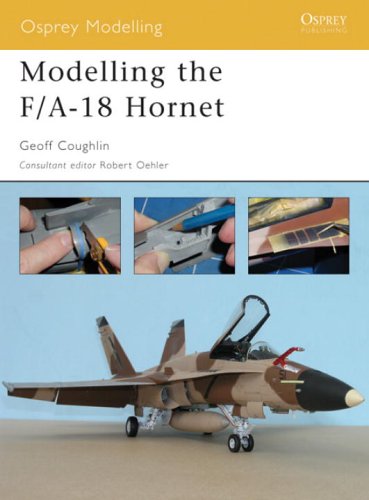 Osprey Modelling
OSPREY
PUBLISHING
Modelling the
F/A-18 Hornet
Geoff Coughlin
Consultant editor Robert Oehler